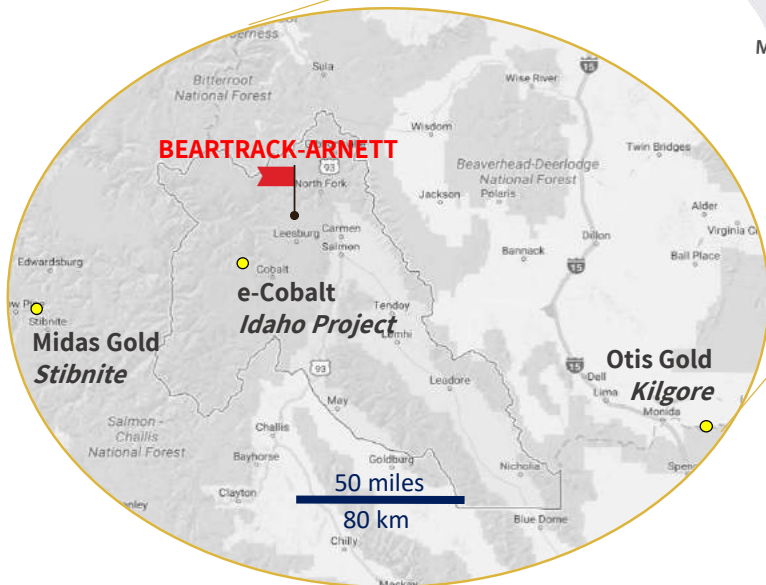 M
Sula
Bitterroot
National Forest
Wise River
15
BEARTRACK-ARNETT
Wisdom
Twin Bridges
93
North Fork
Beaverhead-Deerlodge
National Forest
Jackson
Polaris
Alder
Leesburg
Carmen
Salmon
Virginia C
Bannack
Dillon
Ball Place
Edwardsburg
Cobalt
15
e-Cobalt
Idaho Project
Tendoy
Stibnite
Midas Gold
Stibnite
Lemhi
Otis Gold
Kilgore
93
Leadore
15
Dell
Lima
Monida
May
Salmon -
Challis
National Forest
Challis
Bayhorse
Goldburg
Nicholia
Spen
Clayton
50 miles
80 km
nley
Blue Dome
Chilly
Mackay